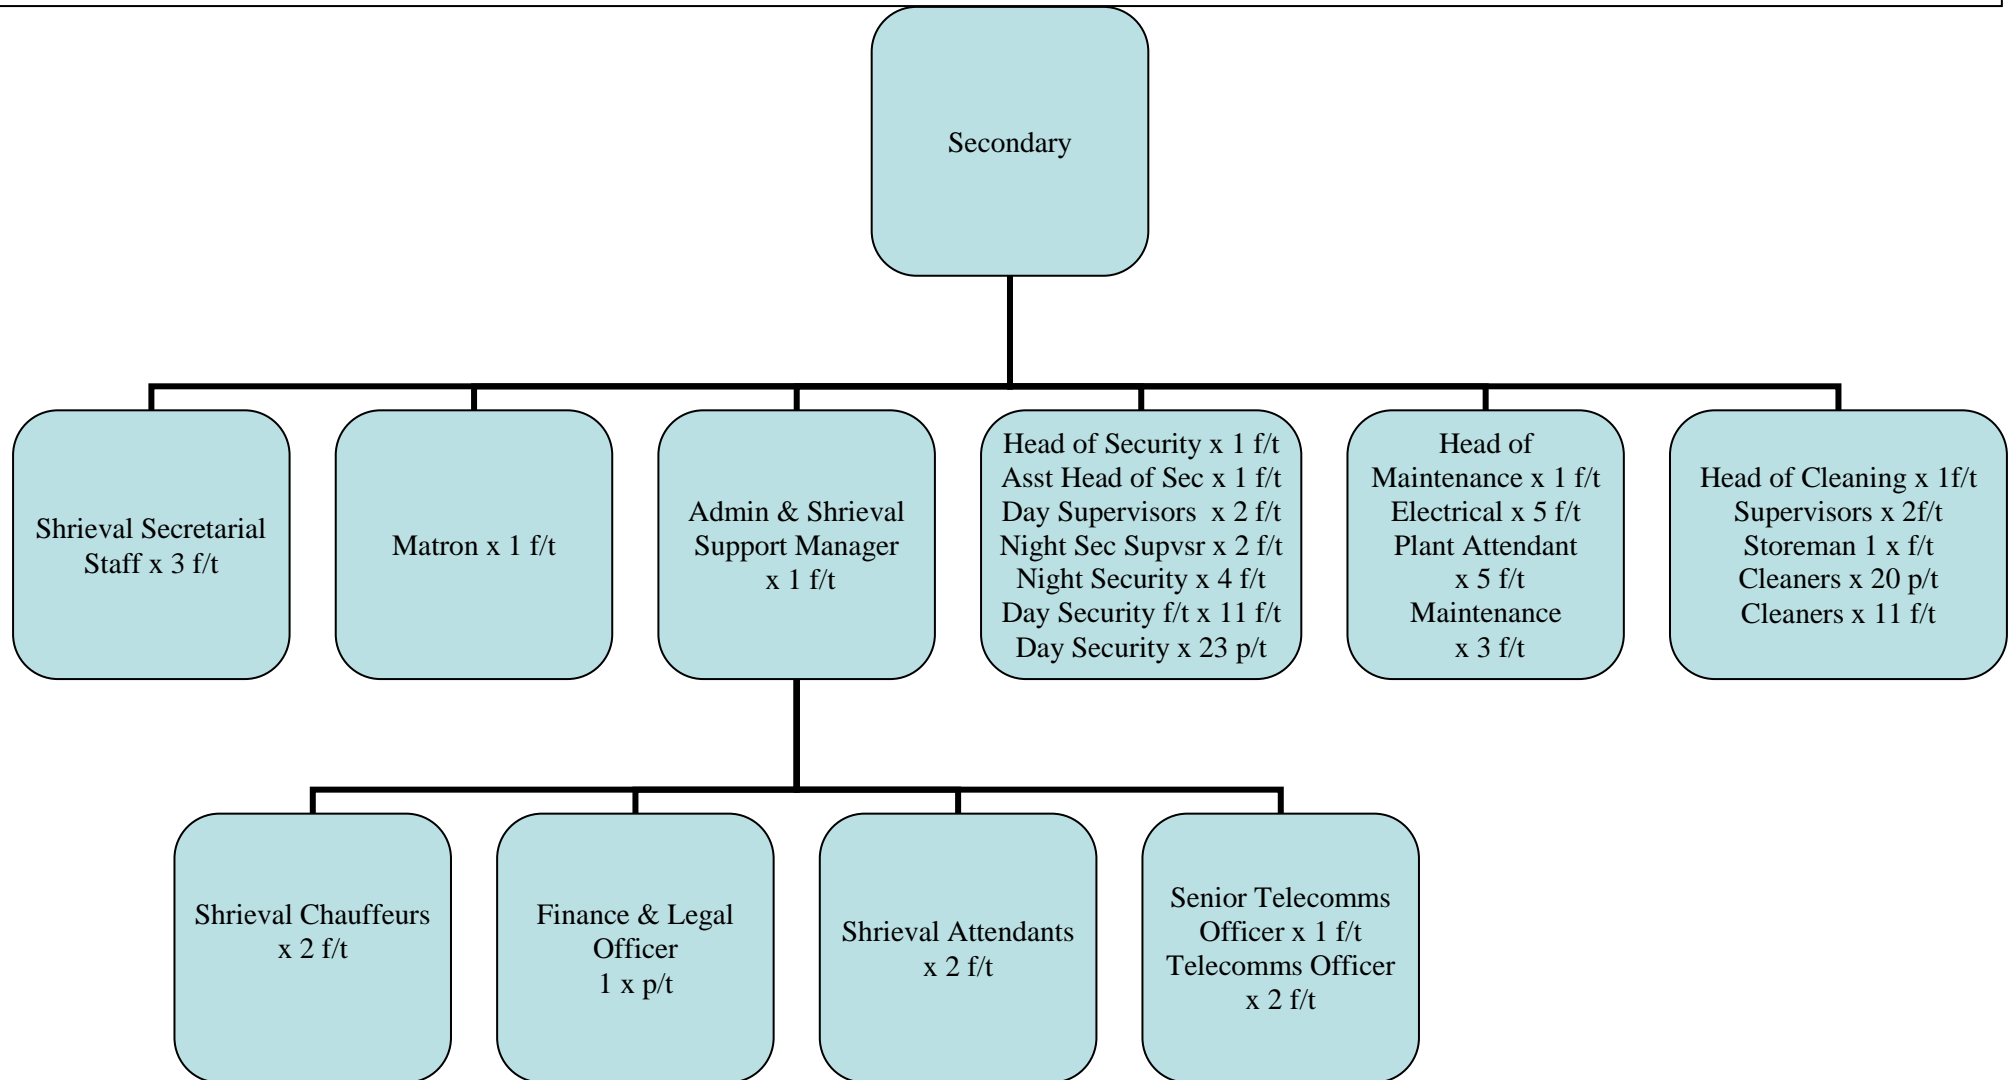 Secondary
Shrieval Secretarial
Staff x 3 f/t
Matron x 1 f/t
Admin & Shrieval
Support Manager
x 1 f/t
Head of Security x 1 f/t
Asst Head of Sec x 1 f/t
Day Supervisors  x 2 f/t
Night Sec Supvsr x 2 f/t
Night Security x 4 f/t
Day Security f/t x 11 f/t
Day Security x 23 p/t
Head of
Maintenance x 1 f/t
Electrical x 5 f/t
Plant Attendant
x 5 f/t
Maintenance
x 3 f/t
Head of Cleaning x 1f/t
Supervisors x 2f/t
Storeman 1 x f/t
Cleaners x 20 p/t
Cleaners x 11 f/t
Shrieval Chauffeurs
x 2 f/t
Finance & Legal
Officer
1 x p/t
Shrieval Attendants
x 2 f/t
Senior Telecomms
Officer x 1 f/t
Telecomms Officer
x 2 f/t